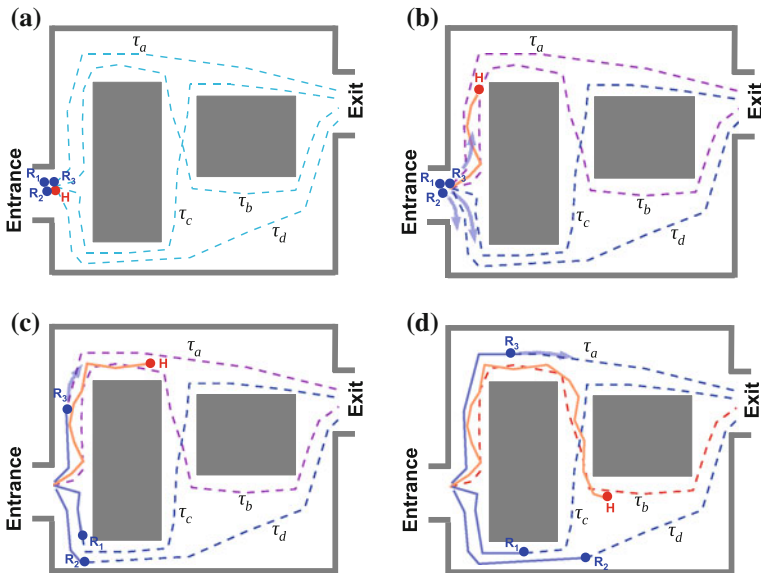 (a)
τa
Exit
R1 R3
R2 H
Entrance
τc
τb
τd
(b)
τa
H
Exit
R1 R3
R2
Entrance
τc
τb
τd
(c)
τa
H
R3
Exit
Entrance
τb
τc
R1
τd
R2
(d)
R3
τa
Exit
Entrance
τb
H
τc
R1
τd
R2